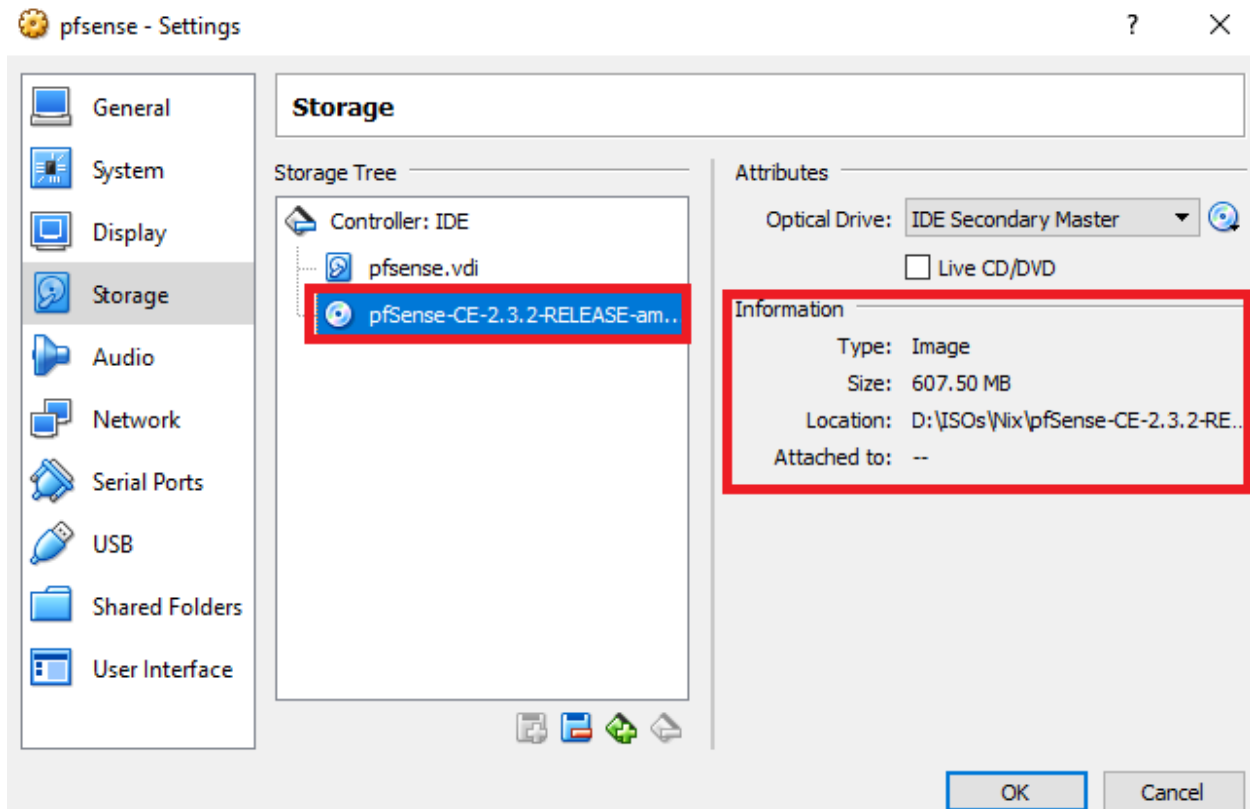 pfsense - Settings
?
General
System
Display
Storage
Audio
Network
Serial Ports
USB
Shared Folders
User Interface
Storage
Storage Tree
Controller: IDE
pfsense.vdi
pfSense-CE-2.3.2-RELEASE-am...
Attributes
Optical Drive: IDE Secondary Master
Live CD/DVD
Information
Type: Image
Size: 607.50 MB
Location: D:\ISOs\Nix\pfSense-CE-2.3.2-RE...
Attached to: --
OK
Cancel